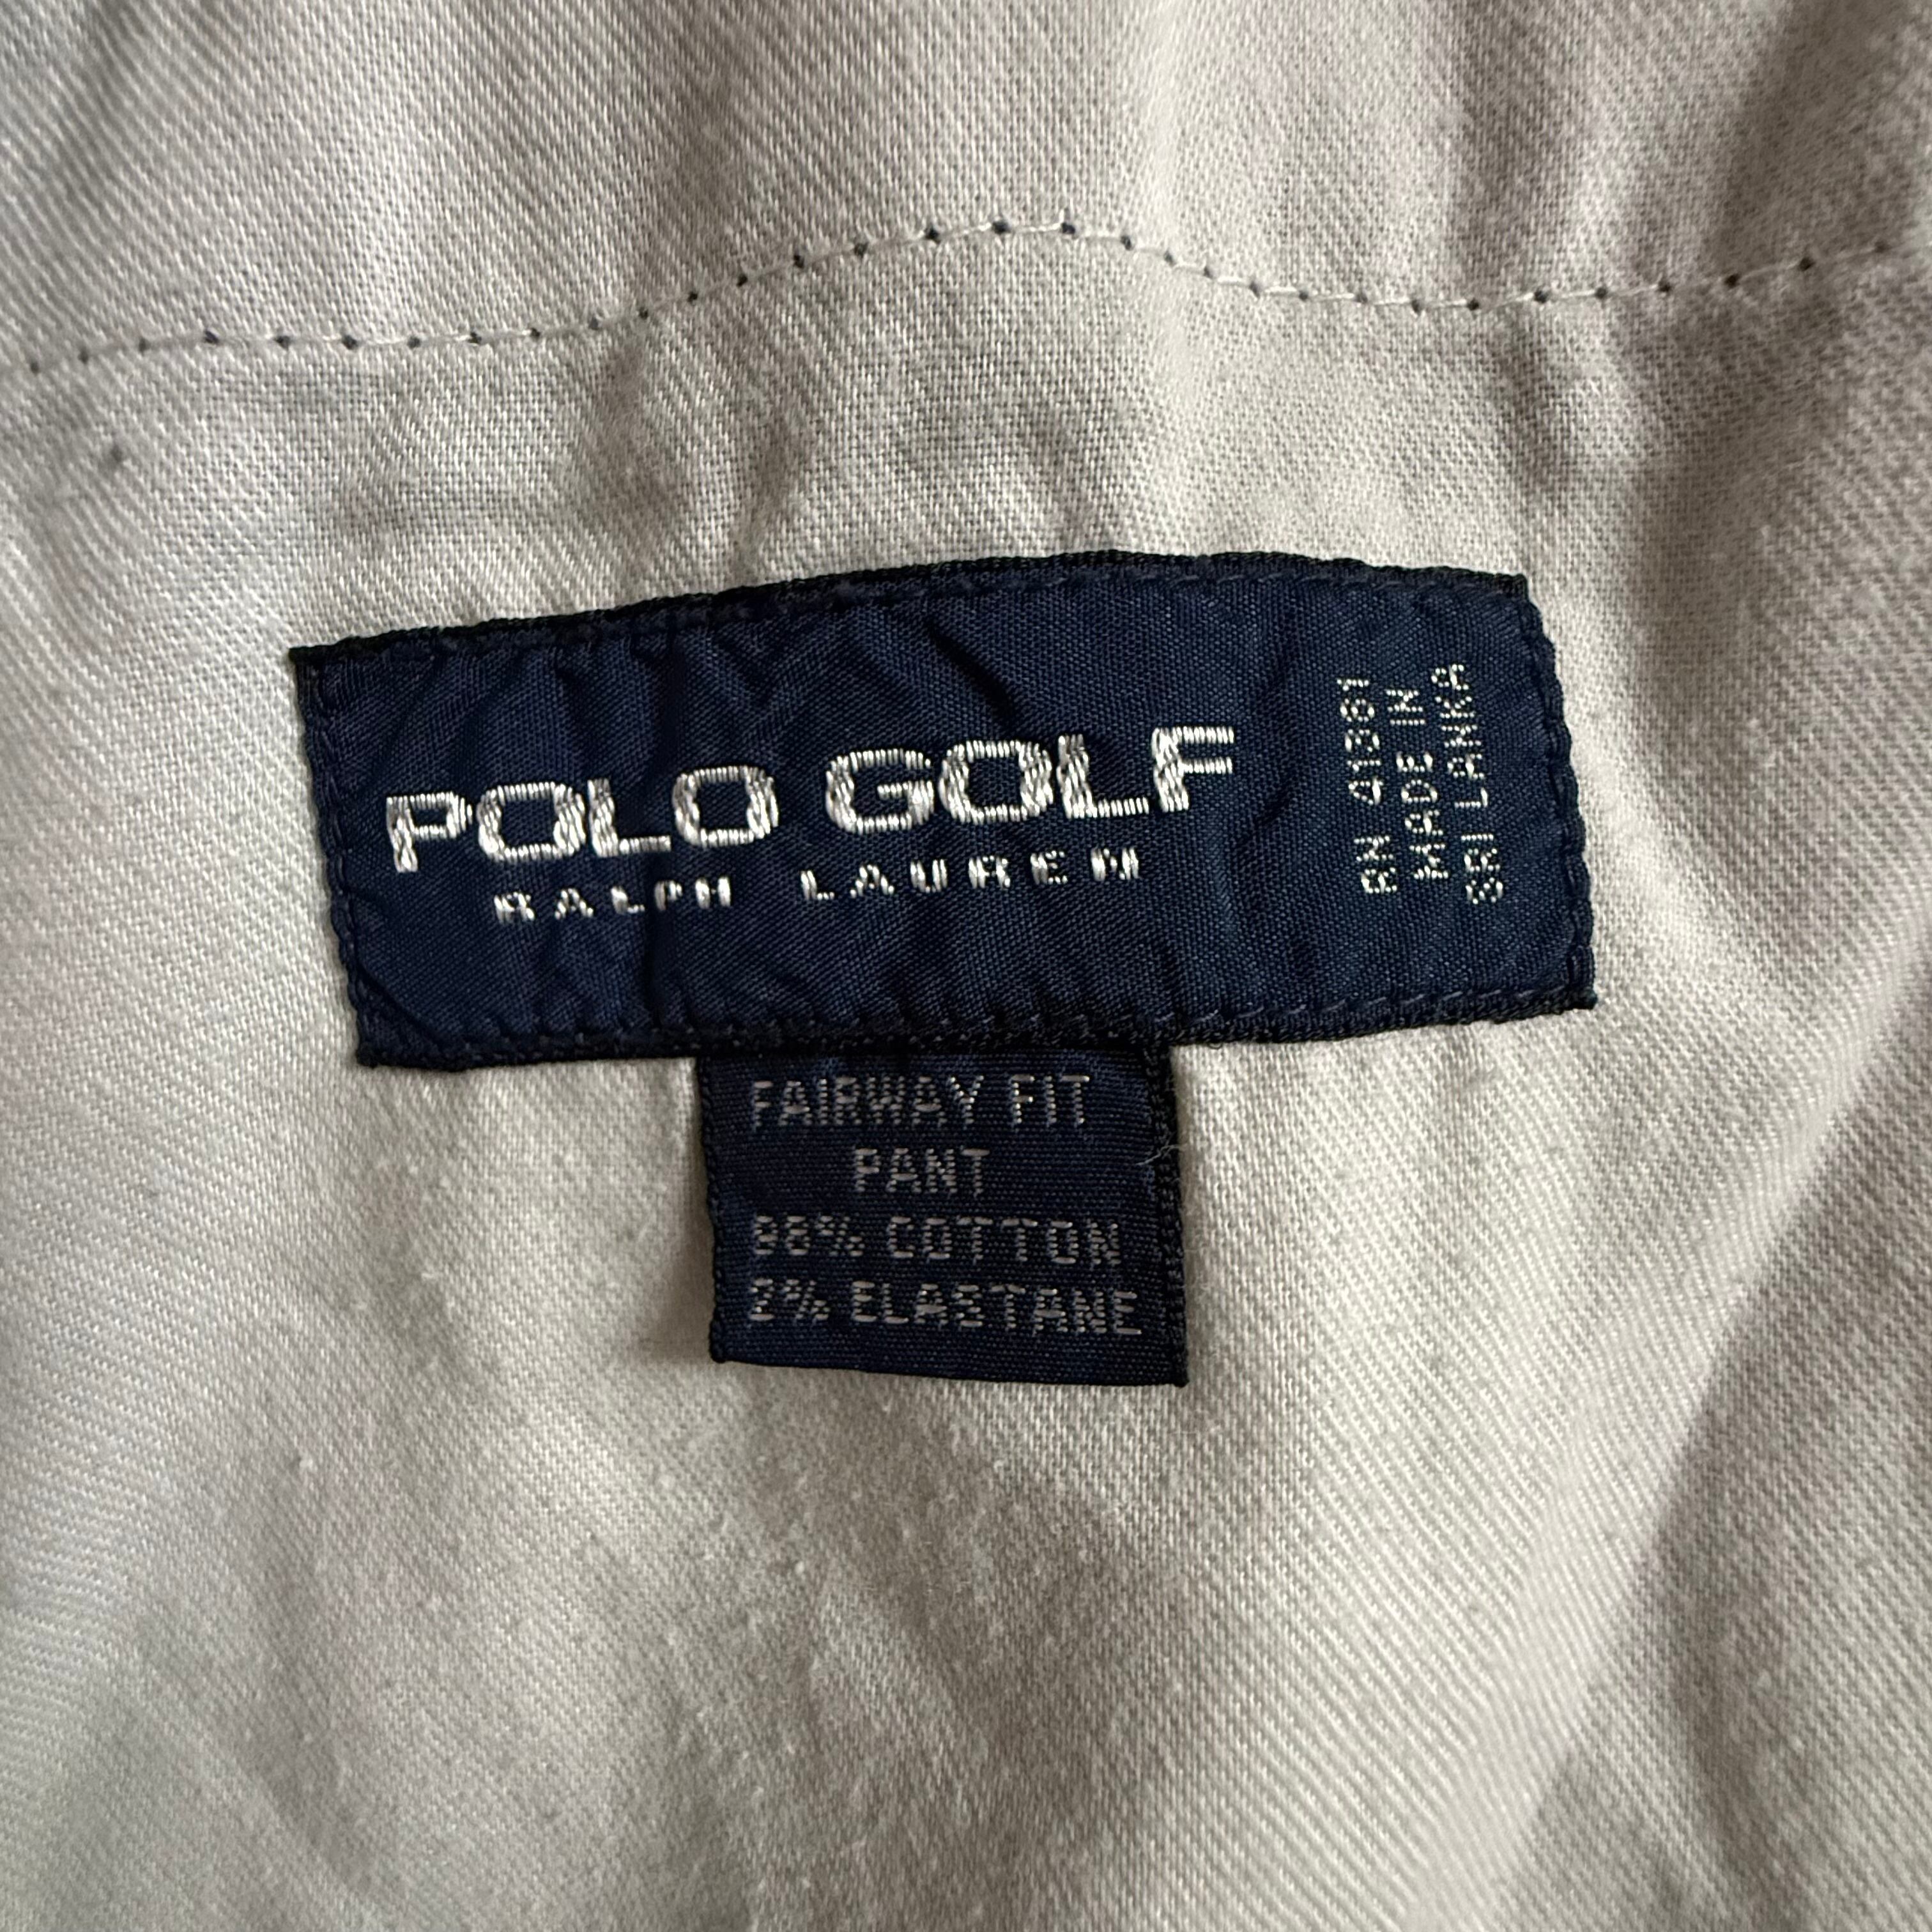 POLO GOLF
RALPH LAUREN
RN 41381
MADE IN
SRI LANKA
FAIRWAY FIT
PANT
98% COTTON
2% ELASTANE